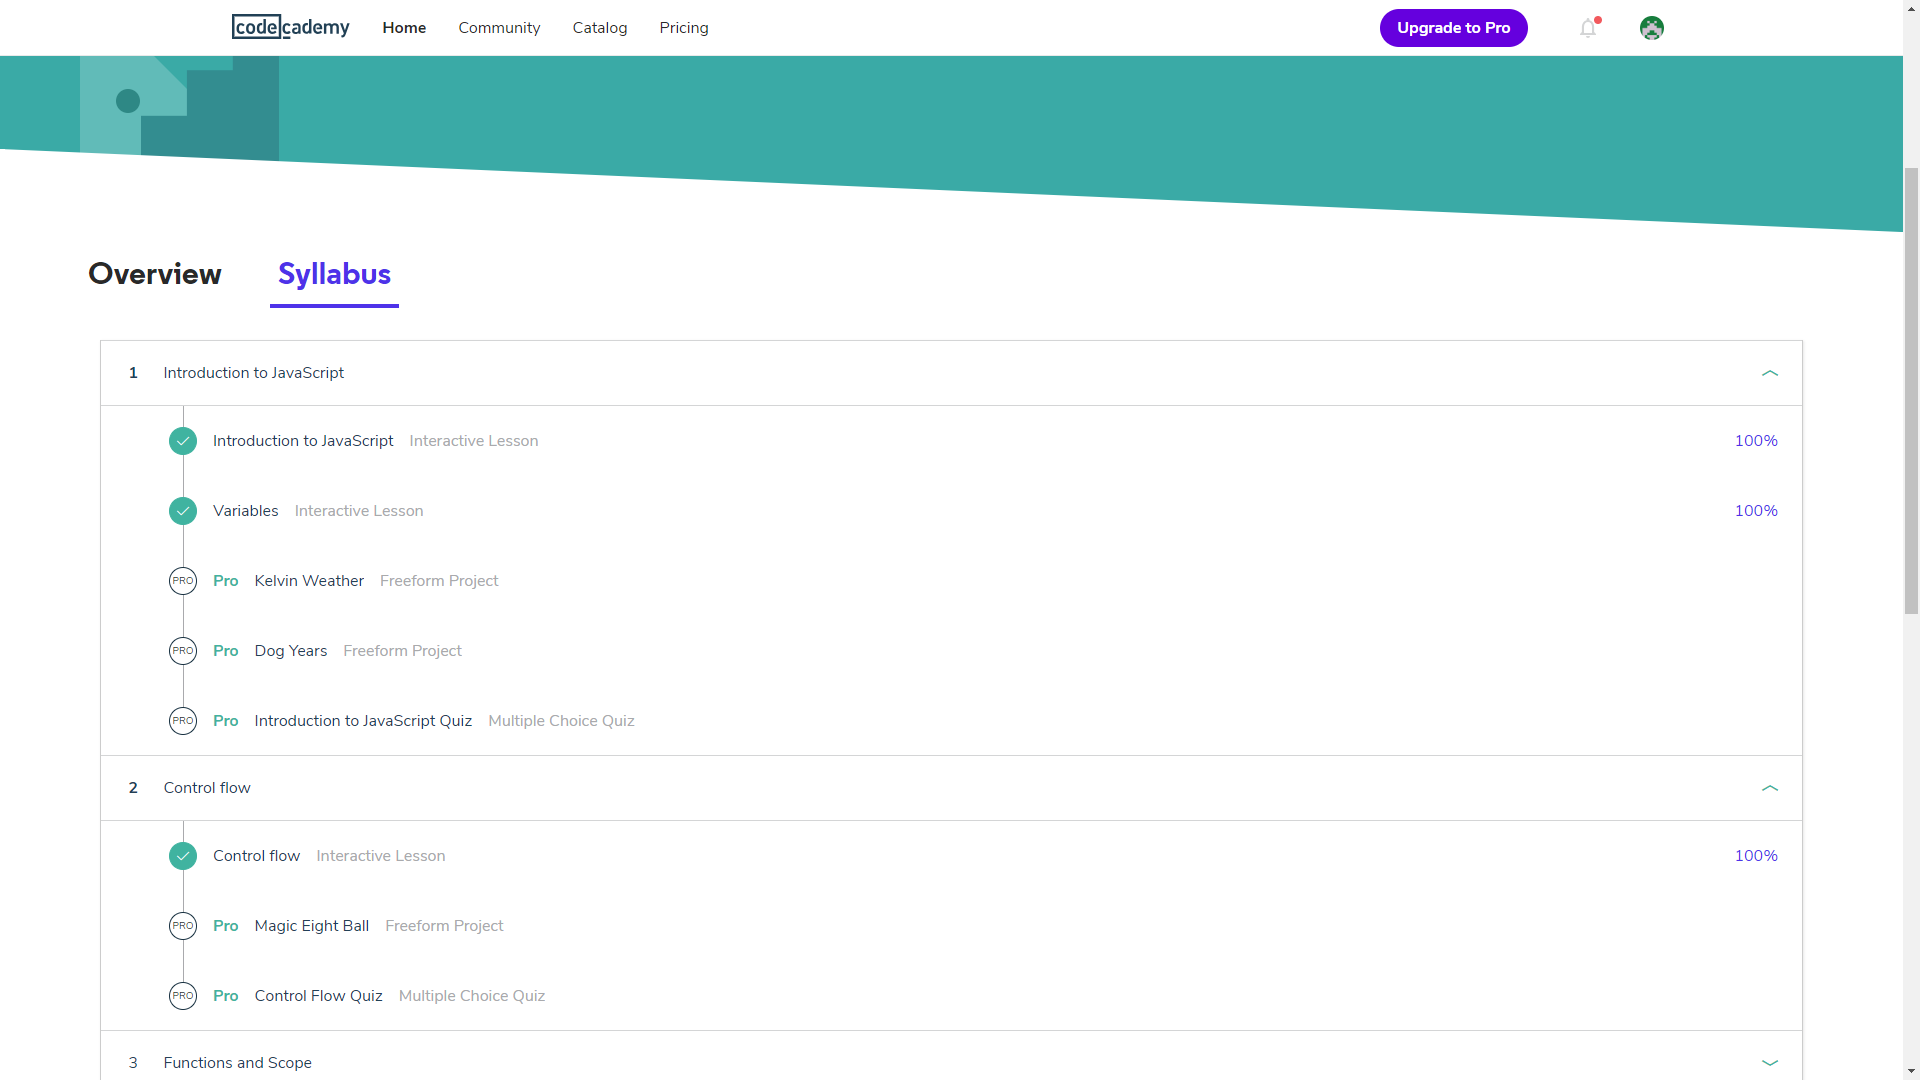 codecademy Home Community Catalog Pricing Upgrade to Pro
Overview Syllabus
1 Introduction to JavaScript
Introduction to JavaScript Interactive Lesson 100%
Variables Interactive Lesson 100%
PRO Pro Kelvin Weather Freeform Project
PRO Pro Dog Years Freeform Project
PRO Pro Introduction to JavaScript Quiz Multiple Choice Quiz
2 Control flow
Control flow Interactive Lesson 100%
PRO Pro Magic Eight Ball Freeform Project
PRO Pro Control Flow Quiz Multiple Choice Quiz
3 Functions and Scope